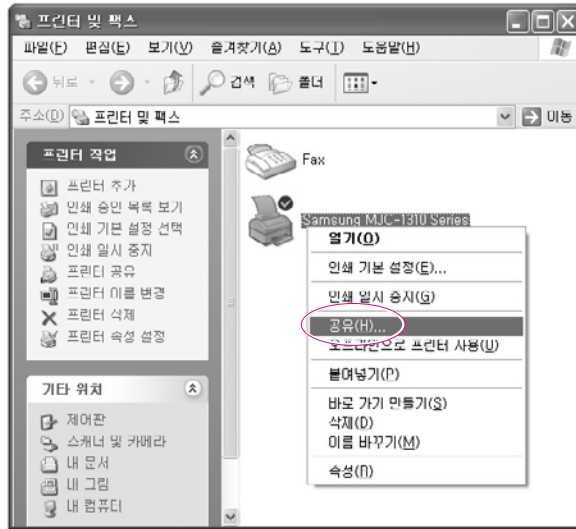 프린터 및 팩스
파일(F) 편집(E) 보기(V) 즐겨찾기(A) 도구(T) 도움말(H)
뒤로 검색 폴더
주소(D) 프린터 및 팩스 이동
프린터 작업
프린터 추가
인쇄 승인 목록 보기
인쇄 기본 설정 선택
인쇄 일시 중지
프린터 공유
프린터 이름 변경
프린터 삭제
프린터 속성 설정
기타 위치
제어판
스캐너 및 카메라
내 문서
내 그림
내 컴퓨터
Fax
Samsung MJC-1310 Series
열기(O)
인쇄 기본 설정(E)...
인쇄 일시 중지(G)
공유(H)...
오프라인으로 프린터 사용(U)
붙여넣기(P)
바로 가기 만들기(S)
삭제(D)
이름 바꾸기(M)
속성(R)